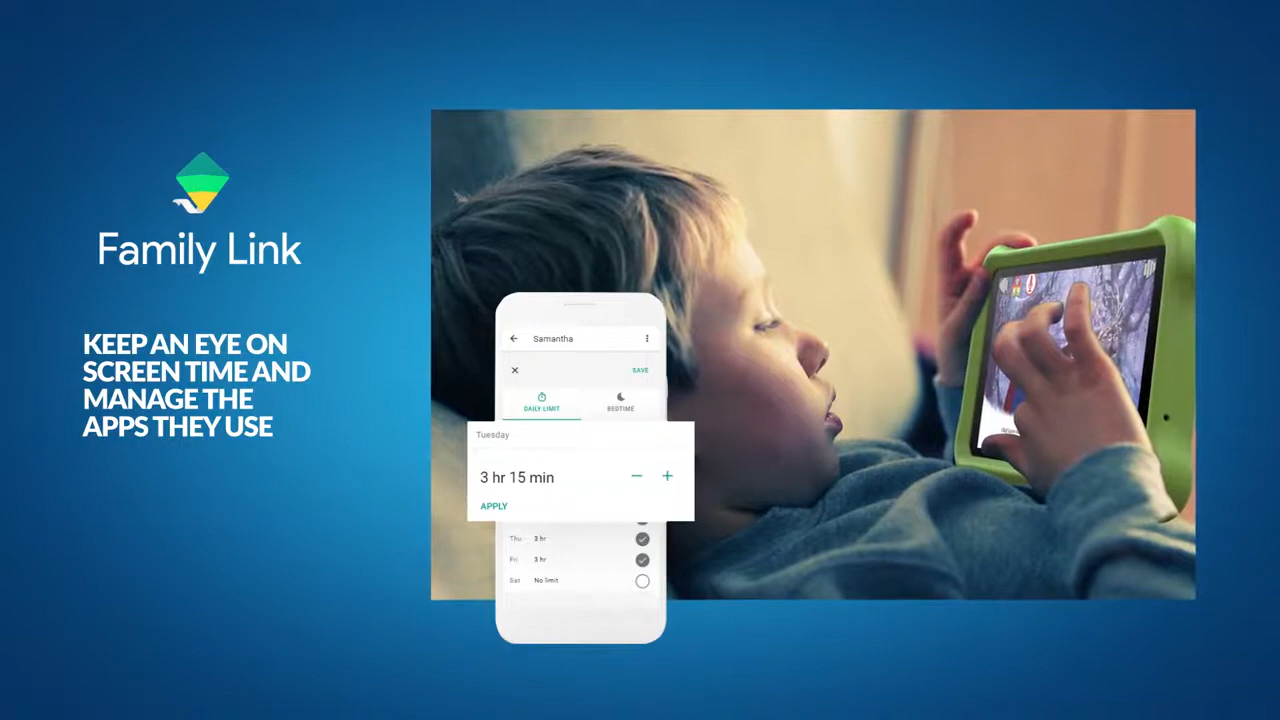 Family Link
KEEP AN EYE ON
SCREEN TIME AND
MANAGE THE
APPS THEY USE
Samantha
SAVE
DAILY LIMIT BEDTIME
Tuesday
3 hr 15 min
APPLY
Thu 3 hr
Fri 3 hr
Sat No limit